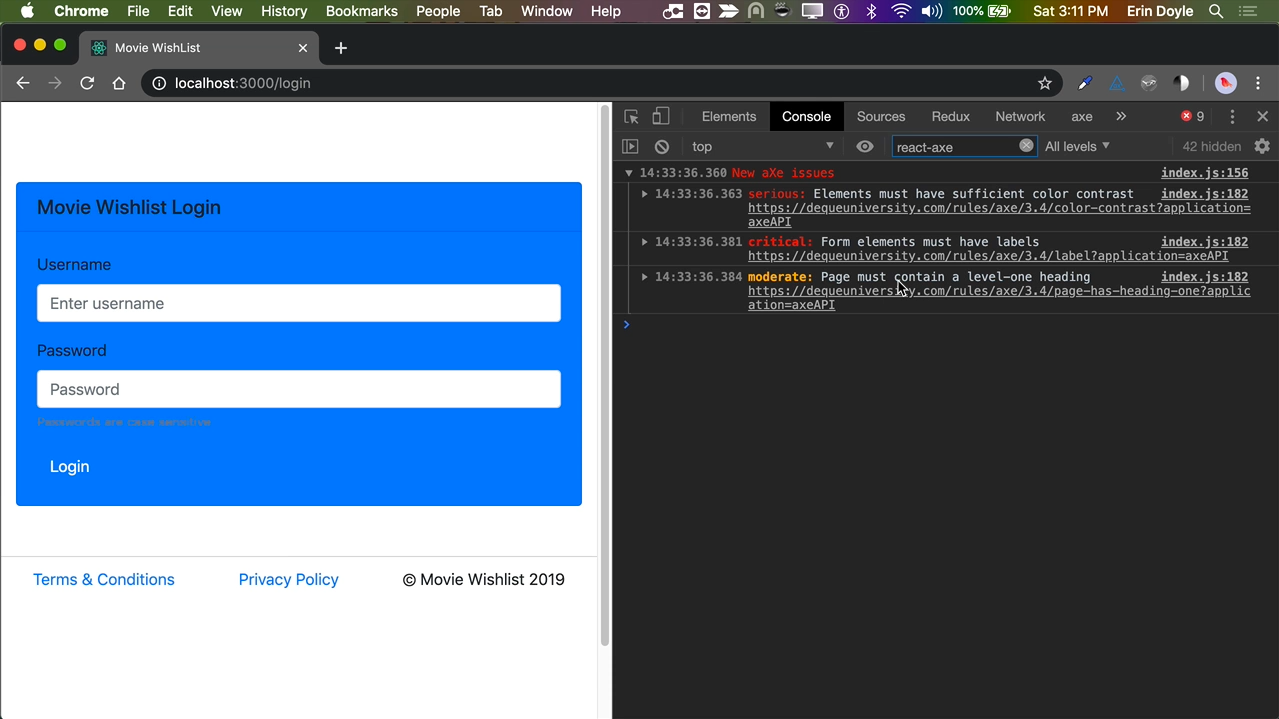 Chrome File Edit View History Bookmarks People Tab Window Help 100% Sat 3:11 PM Erin Doyle
Movie WishList
localhost:3000/login
Elements Console Sources Redux Network axe » 9
top react-axe All levels 42 hidden
14:33:36.360 New aXe issues index.js:156
14:33:36.363 serious: Elements must have sufficient color contrast index.js:182
https://dequeuniversity.com/rules/axe/3.4/color-contrast?application=
axeAPI
14:33:36.381 critical: Form elements must have labels index.js:182
https://dequeuniversity.com/rules/axe/3.4/label?application=axeAPI
14:33:36.384 moderate: Page must contain a level-one heading index.js:182
https://dequeuniversity.com/rules/axe/3.4/page-has-heading-one?applic
ation=axeAPI
Movie Wishlist Login
Username
Enter username
Password
Password
Passwords are case sensitive
Login
Terms & Conditions Privacy Policy © Movie Wishlist 2019